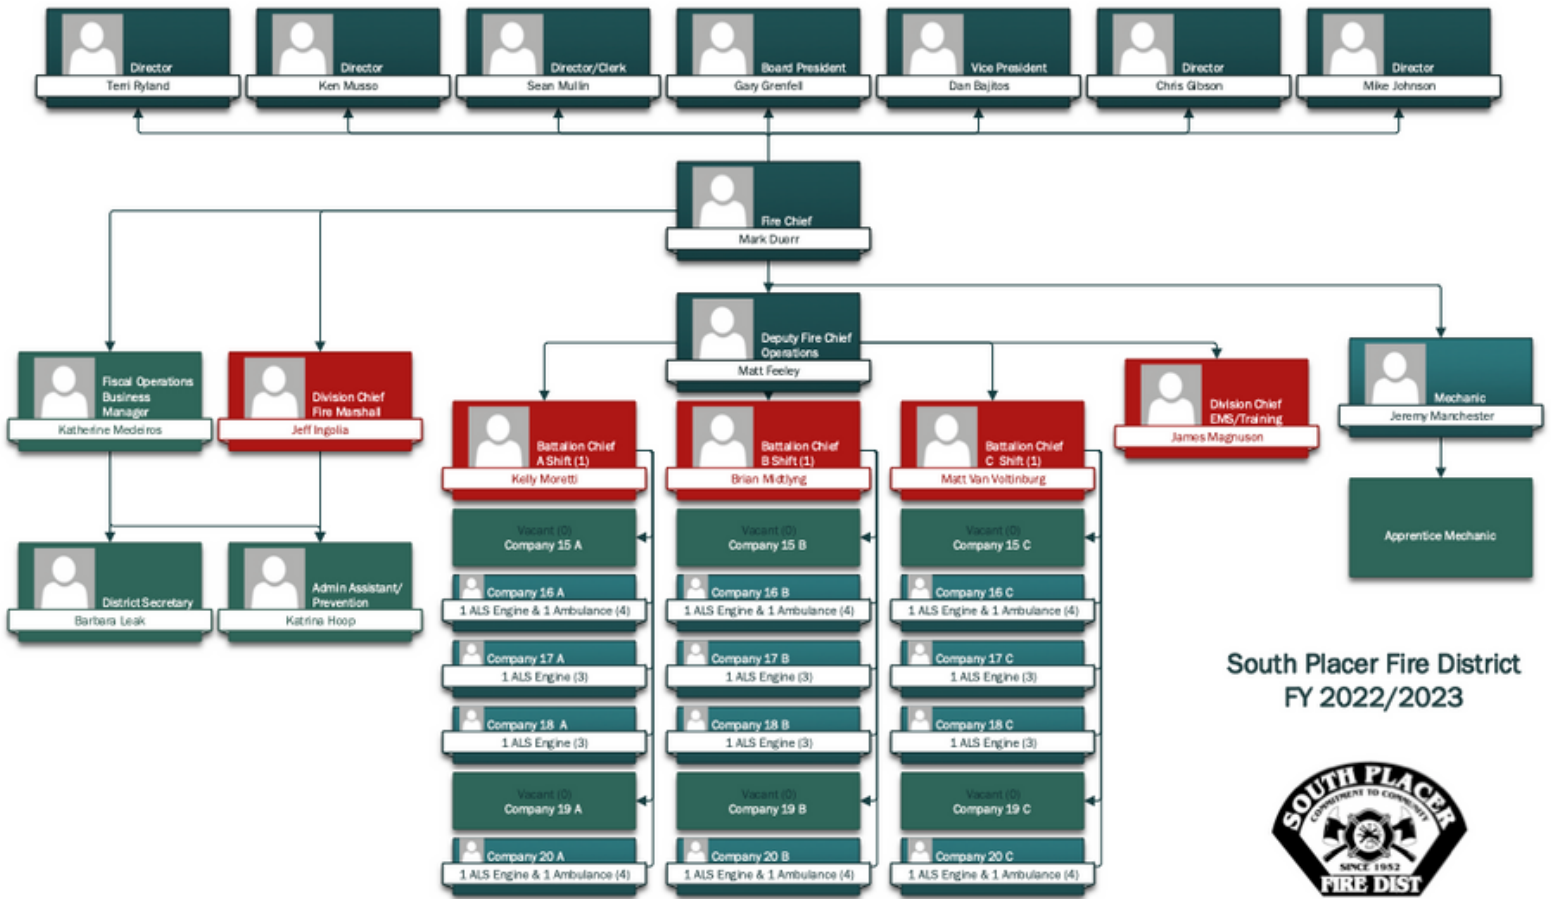 Director
Terri Ryland
Director
Ken Musso
Director/Clerk
Sean Mullin
Board President
Gary Grenfell
Vice President
Dan Bajitos
Director
Chris Gibson
Director
Mike Johnson
Fire Chief
Mark Duerr
Deputy Fire Chief
Operations
Matt Feeley
Fiscal Operations
Business
Manager
Katherine Medeiros
Division Chief
Fire Marshall
Jeff Ingolia
Division Chief
EMS/Training
James Magnuson
Mechanic
Jeremy Manchester
Apprentice Mechanic
District Secretary
Barbara Leak
Admin Assistant/
Prevention
Katrina Hoop
Battalion Chief
A Shift (1)
Kelly Moretti
Vacant (0)
Company 15 A
Company 16 A
1 ALS Engine & 1 Ambulance (4)
Company 17 A
1 ALS Engine (3)
Company 18 A
1 ALS Engine (3)
Vacant (0)
Company 19 A
Company 20 A
1 ALS Engine & 1 Ambulance (4)
Battalion Chief
B Shift (1)
Brian Midtlyng
Vacant (0)
Company 15 B
Company 16 B
1 ALS Engine & 1 Ambulance (4)
Company 17 B
1 ALS Engine (3)
Company 18 B
1 ALS Engine (3)
Vacant (0)
Company 19 B
Company 20 B
1 ALS Engine & 1 Ambulance (4)
Battalion Chief
C Shift (1)
Matt Van Voltinburg
Vacant (0)
Company 15 C
Company 16 C
1 ALS Engine & 1 Ambulance (4)
Company 17 C
1 ALS Engine (3)
Company 18 C
1 ALS Engine (3)
Vacant (0)
Company 19 C
Company 20 C
1 ALS Engine & 1 Ambulance (4)
South Placer Fire District
FY 2022/2023
SOUTH PLACER
COMMITMENT TO COMMUNITY
SINCE 1952
FIRE DIST